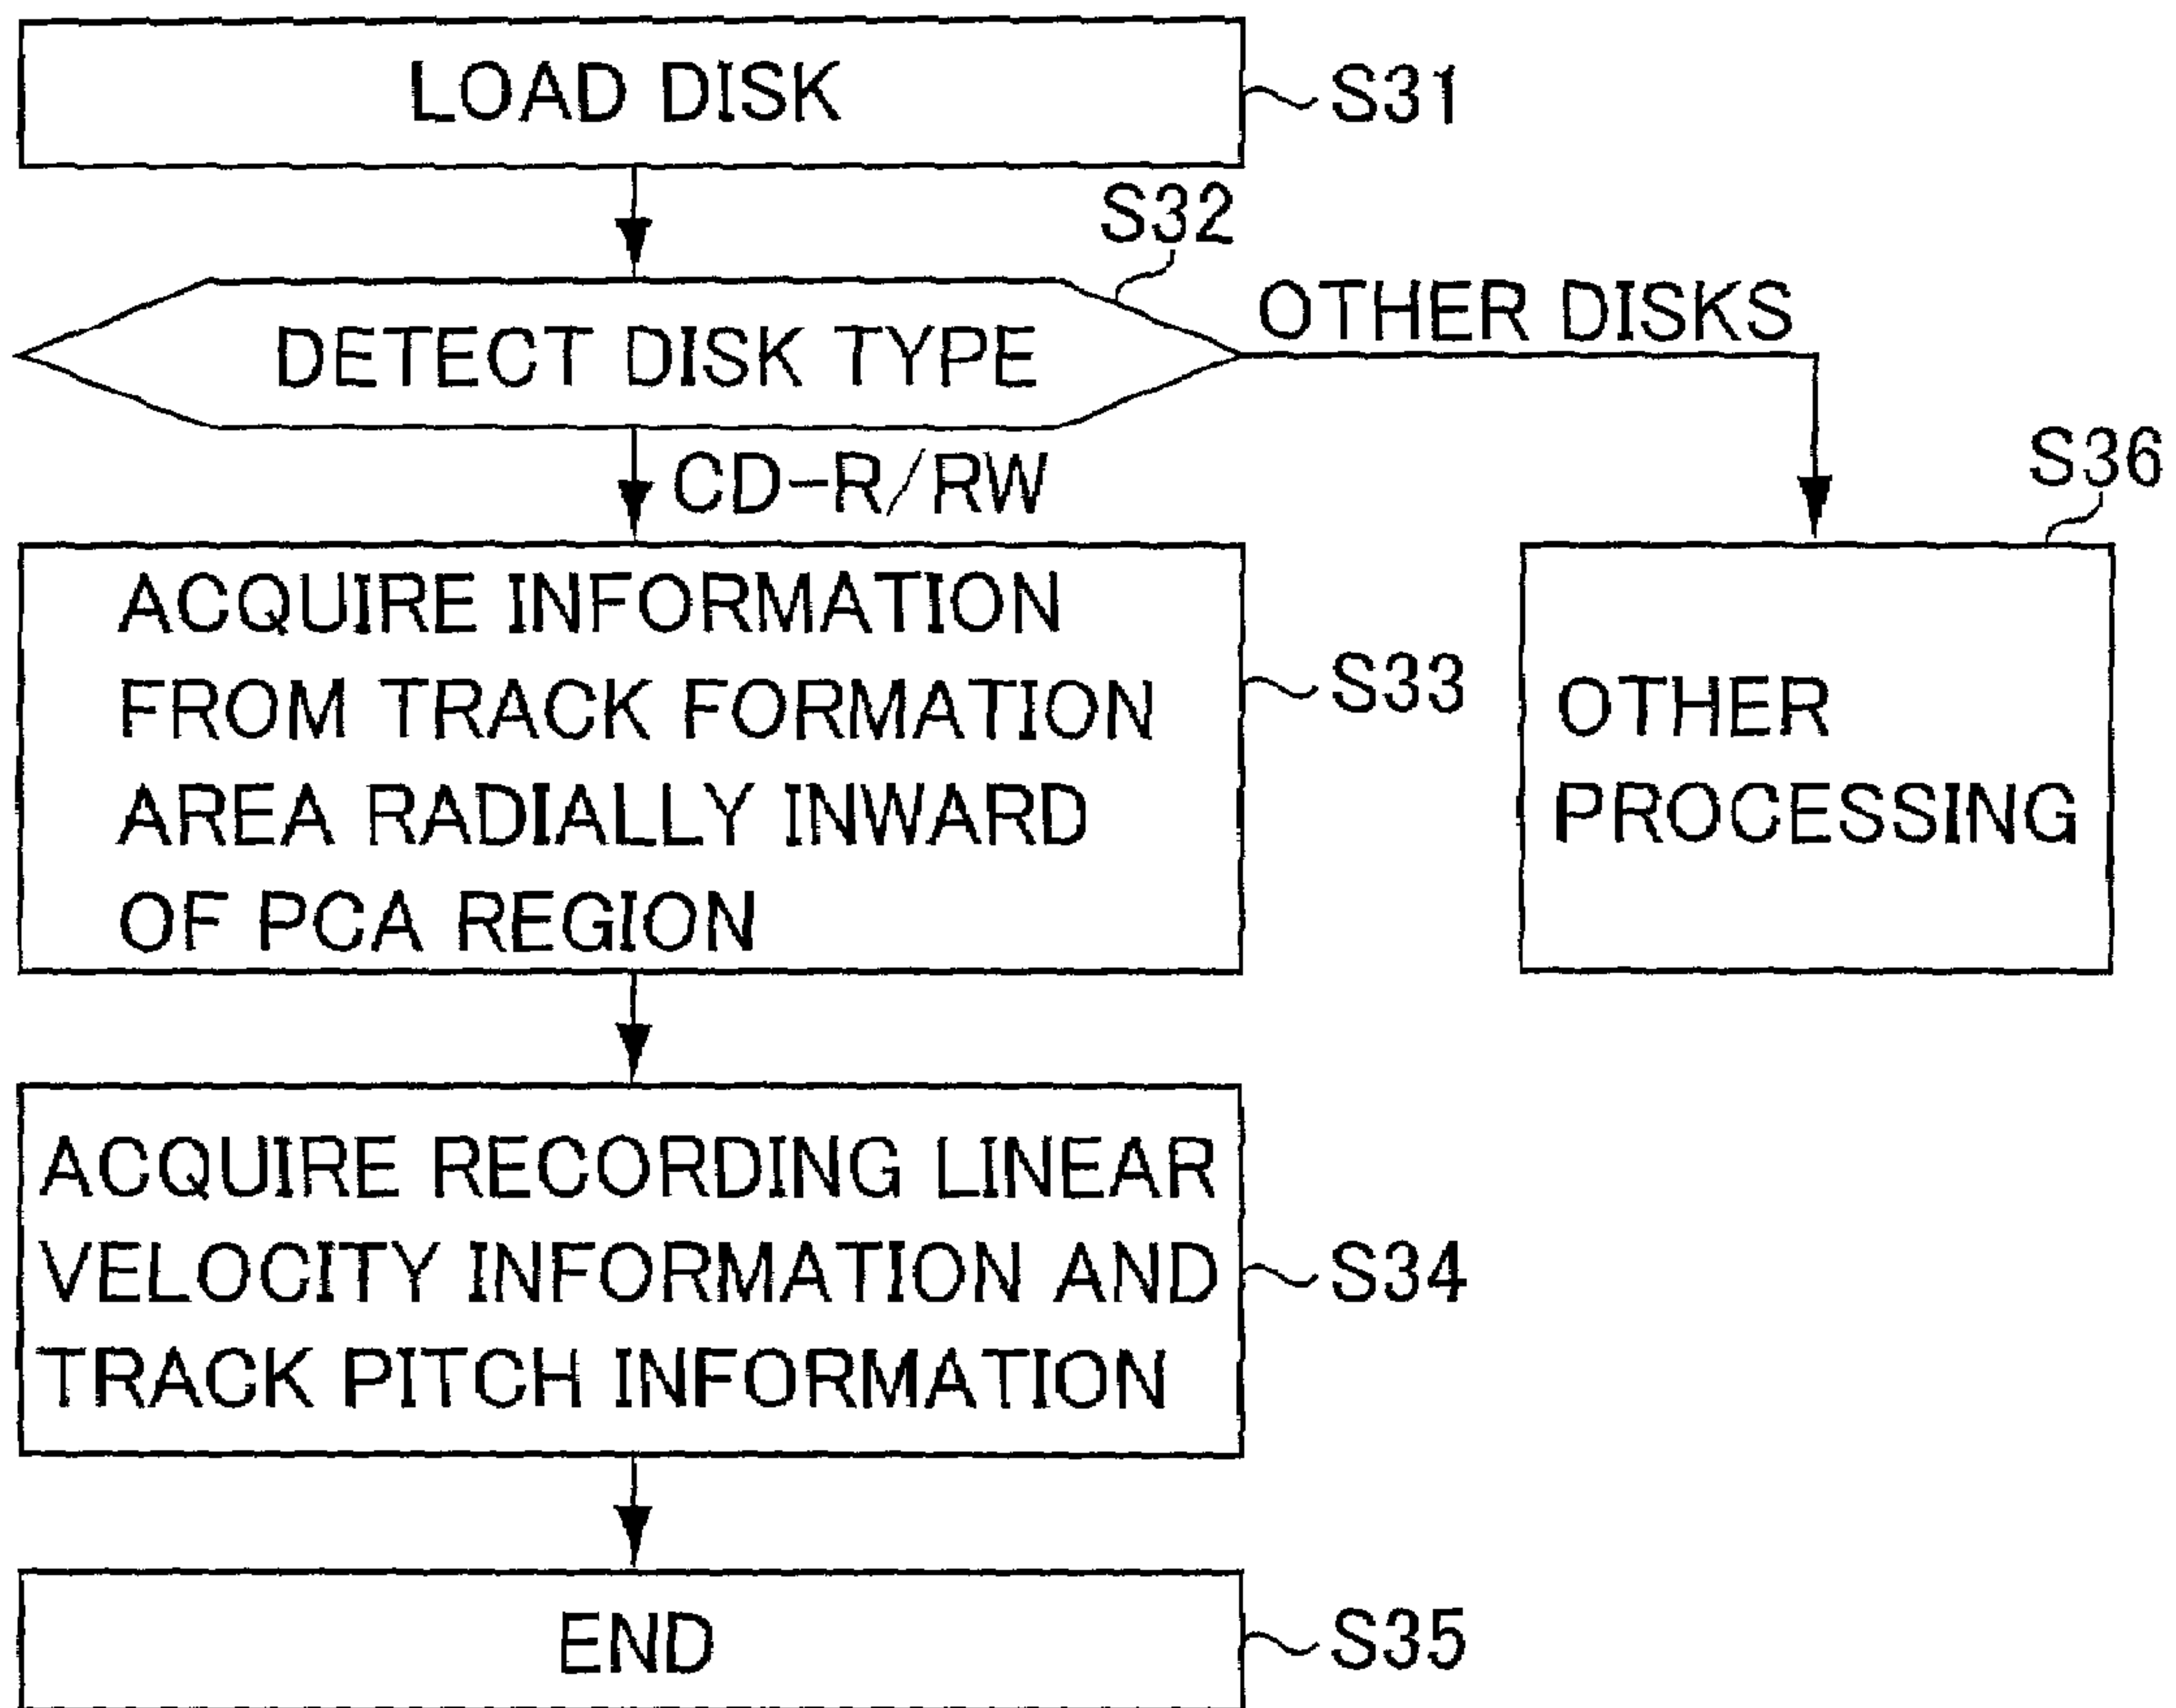 LOAD DISK
S31
S32
DETECT DISK TYPE
OTHER DISKS
CD-R/RW
S36
ACQUIRE INFORMATION
FROM TRACK FORMATION
AREA RADIALLY INWARD
OF PCA REGION
S33
OTHER
PROCESSING
ACQUIRE RECORDING LINEAR
VELOCITY INFORMATION AND
TRACK PITCH INFORMATION
S34
END
S35